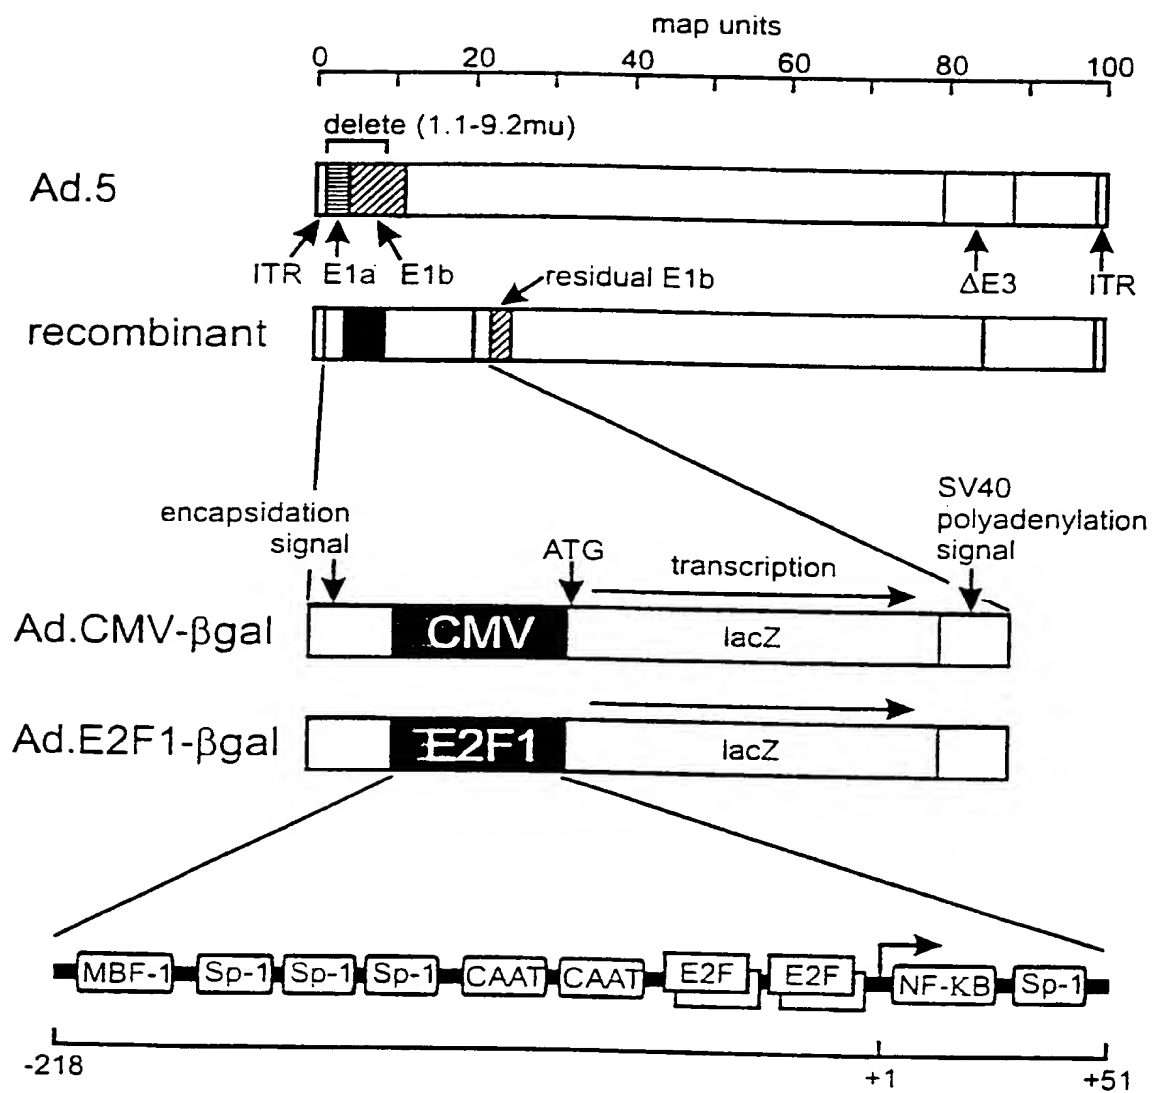 map units
0 20 40 60 80 100
delete (1.1-9.2mu)
Ad.5
ITR E1a E1b ΔE3 ITR
residual E1b
recombinant
encapsidation
signal
SV40
polyadenylation
signal
ATG
transcription
Ad.CMV-βgal CMV lacZ
Ad.E2F1-βgal E2F1 lacZ
MBF-1 Sp-1 Sp-1 Sp-1 CAAT CAAT E2F E2F NF-KB Sp-1
-218 +1 +51